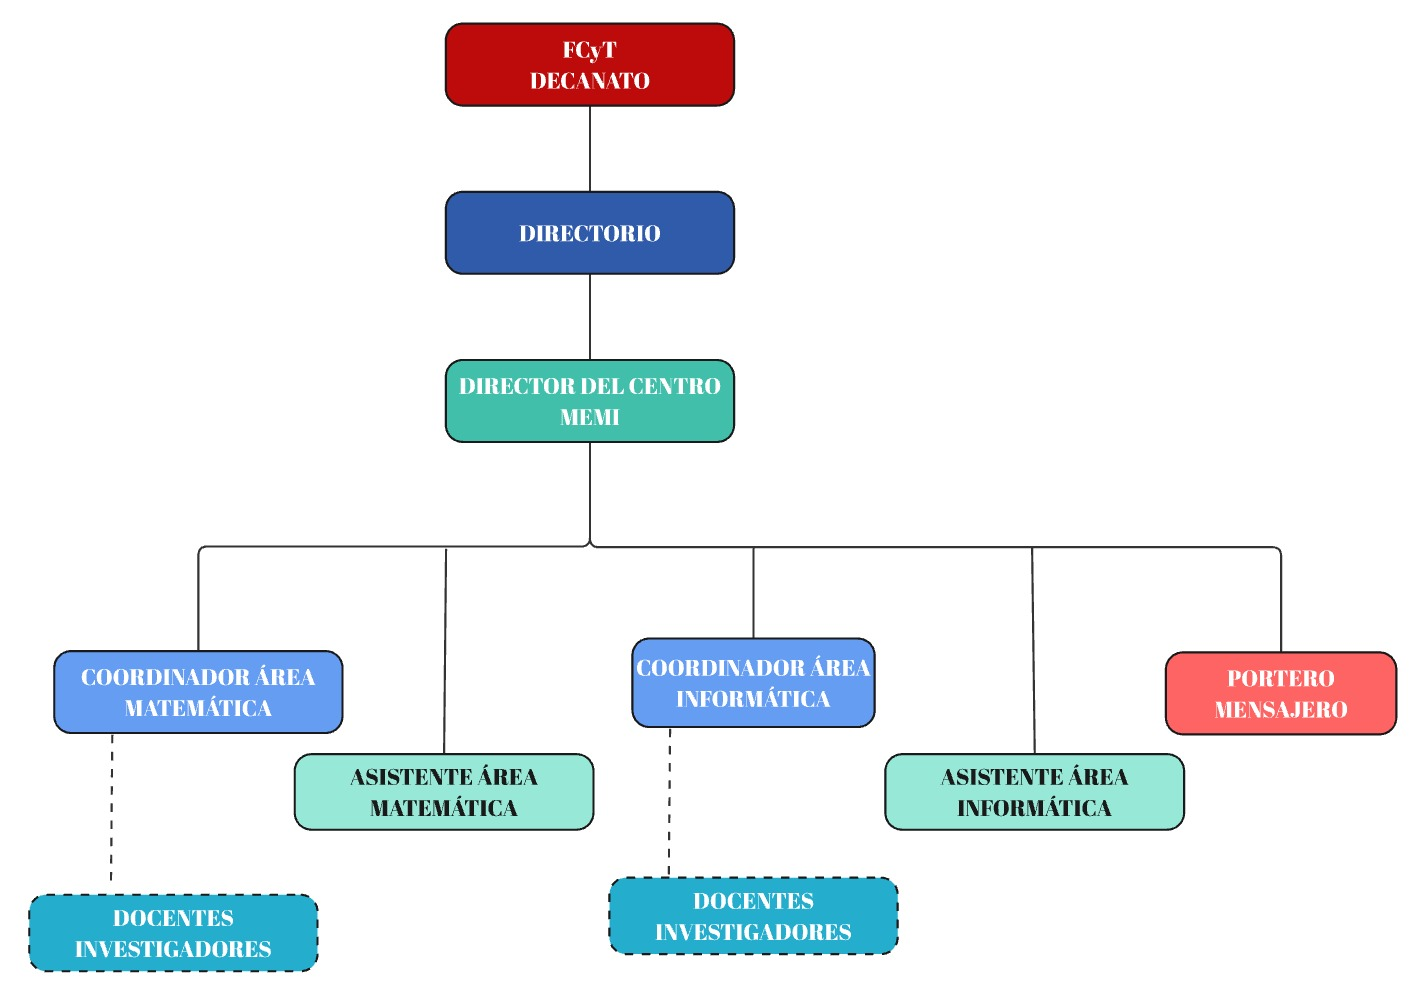 FCyT
DECANATO
DIRECTORIO
DIRECTOR DEL CENTRO
MEMI
COORDINADOR ÁREA
MATEMÁTICA
COORDINADOR ÁREA
INFORMÁTICA
PORTERO
MENSAJERO
ASISTENTE ÁREA
MATEMÁTICA
ASISTENTE ÁREA
INFORMÁTICA
DOCENTES
INVESTIGADORES
DOCENTES
INVESTIGADORES